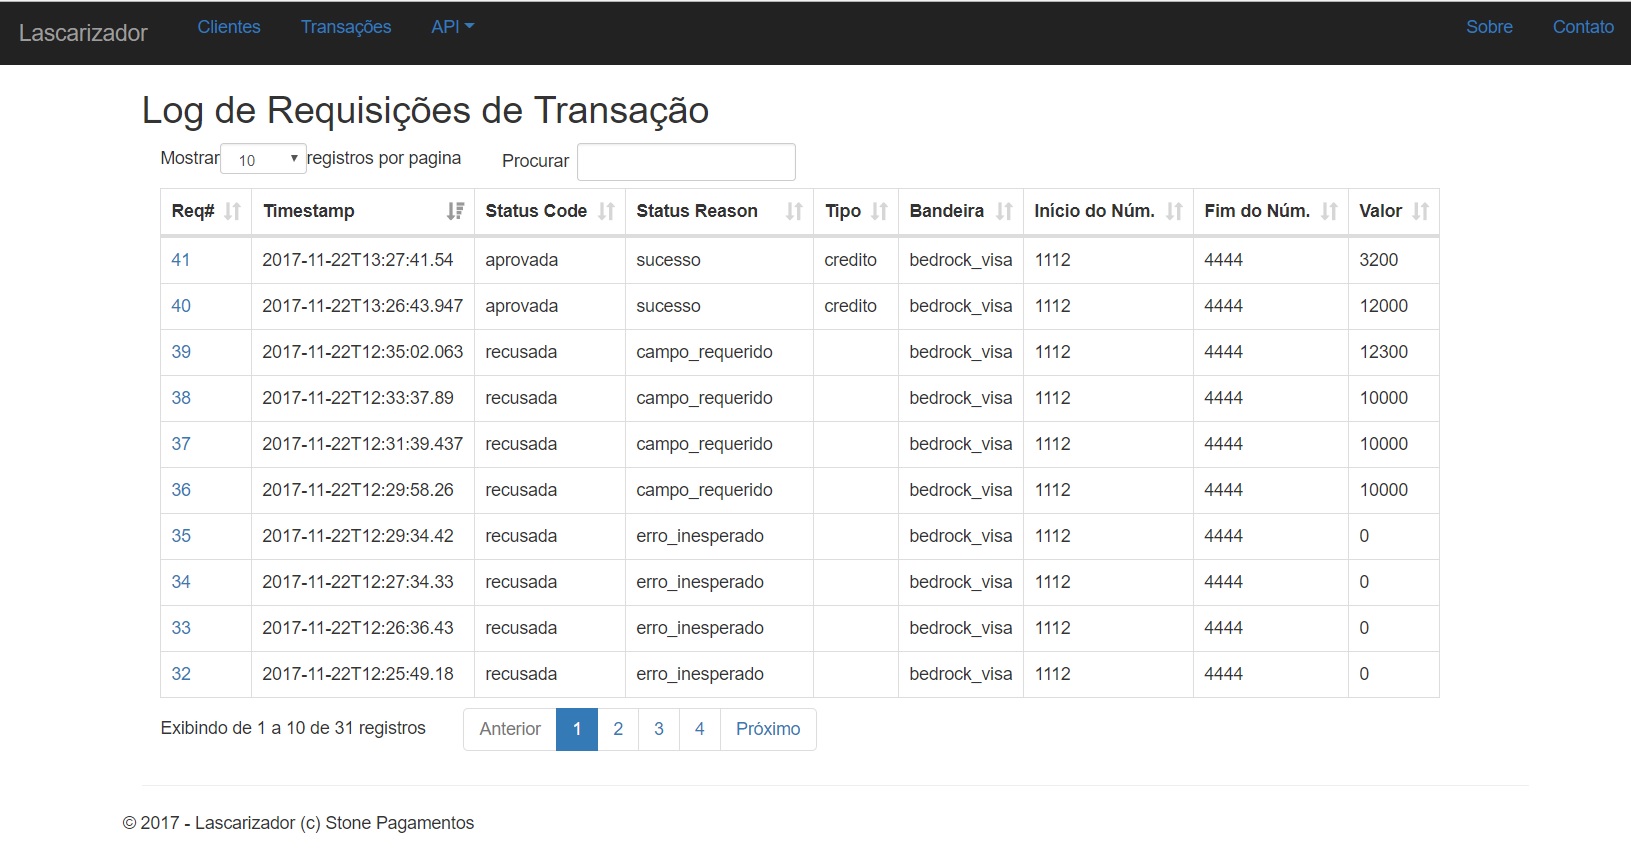 Lascarizador Clientes Transações API Sobre Contato
Log de Requisições de Transação
Mostrar 10 registros por pagina Procurar
Req# Timestamp Status Code Status Reason Tipo Bandeira Início do Núm. Fim do Núm. Valor
41 2017-11-22T13:27:41.54 aprovada sucesso credito bedrock_visa 1112 4444 3200
40 2017-11-22T13:26:43.947 aprovada sucesso credito bedrock_visa 1112 4444 12000
39 2017-11-22T12:35:02.063 recusada campo_requerido bedrock_visa 1112 4444 12300
38 2017-11-22T12:33:37.89 recusada campo_requerido bedrock_visa 1112 4444 10000
37 2017-11-22T12:31:39.437 recusada campo_requerido bedrock_visa 1112 4444 10000
36 2017-11-22T12:29:58.26 recusada campo_requerido bedrock_visa 1112 4444 10000
35 2017-11-22T12:29:34.42 recusada erro_inesperado bedrock_visa 1112 4444 0
34 2017-11-22T12:27:34.33 recusada erro_inesperado bedrock_visa 1112 4444 0
33 2017-11-22T12:26:36.43 recusada erro_inesperado bedrock_visa 1112 4444 0
32 2017-11-22T12:25:49.18 recusada erro_inesperado bedrock_visa 1112 4444 0
Exibindo de 1 a 10 de 31 registros Anterior 1 2 3 4 Próximo
© 2017 - Lascarizador (c) Stone Pagamentos